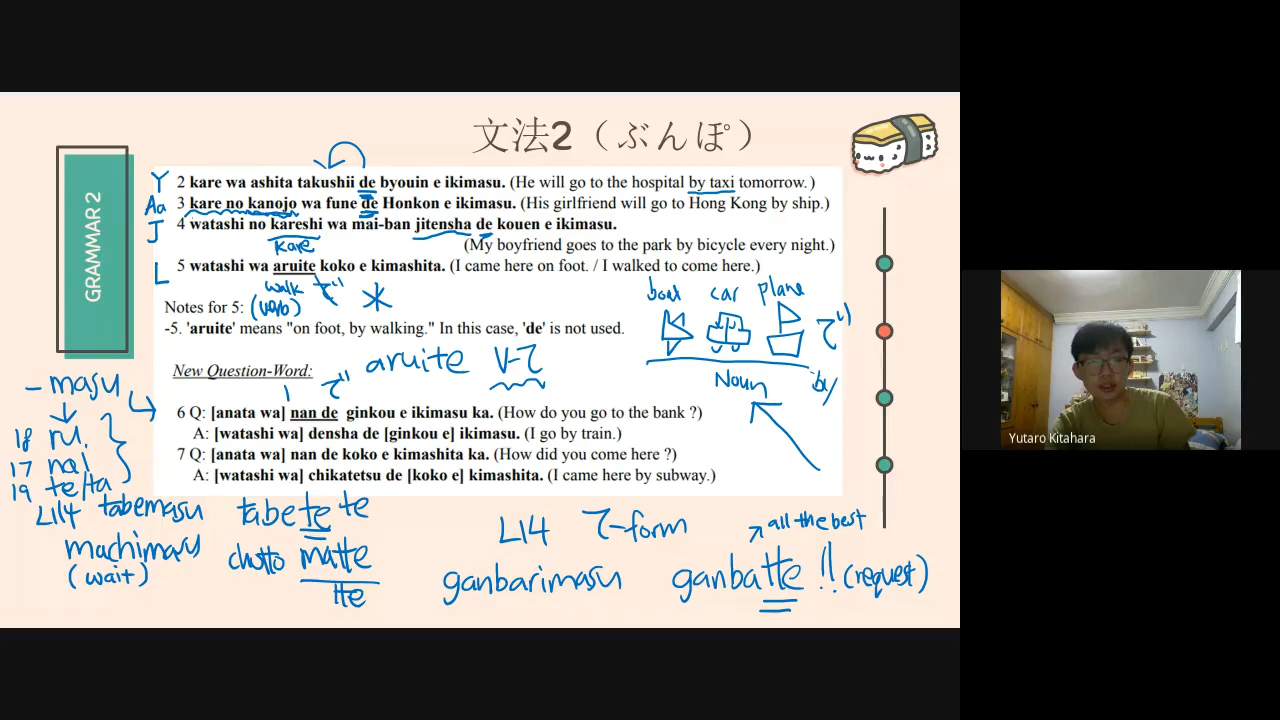 文法2（ぶんぽ）
GRAMMAR 2
Y 2 kare wa ashita takushii de byouin e ikimasu. (He will go to the hospital by taxi tomorrow.)
Aa 3 kare no kanojo wa fune de Honkon e ikimasu. (His girlfriend will go to Hong Kong by ship.)
J 4 watashi no kareshi wa mai-ban jitensha de kouen e ikimasu.
kare
(My boyfriend goes to the park by bicycle every night.)
L 5 watashi wa aruite koko e kimashita. (I came here on foot. / I walked to come here.)
walk で
(verb)
Notes for 5:
-5. 'aruite' means "on foot, by walking." In this case, 'de' is not used.
boat car plane
で
Noun by
aruite V-て
New Question-Word:
で
6 Q: [anata wa] nan de ginkou e ikimasu ka. (How do you go to the bank ?)
A: [watashi wa] densha de [ginkou e] ikimasu. (I go by train.)
7 Q: [anata wa] nan de koko e kimashita ka. (How did you come here ?)
A: [watashi wa] chikatetsu de [koko e] kimashita. (I came here by subway.)
- masu
18 ru.
17 nai
19 te/ta
L14 tabemasu tabete te
machimasu chotto matte
(wait) tte
L14 て-form
ganbarimasu ganbatte !! (request)
all the best
Yutaro Kitahara